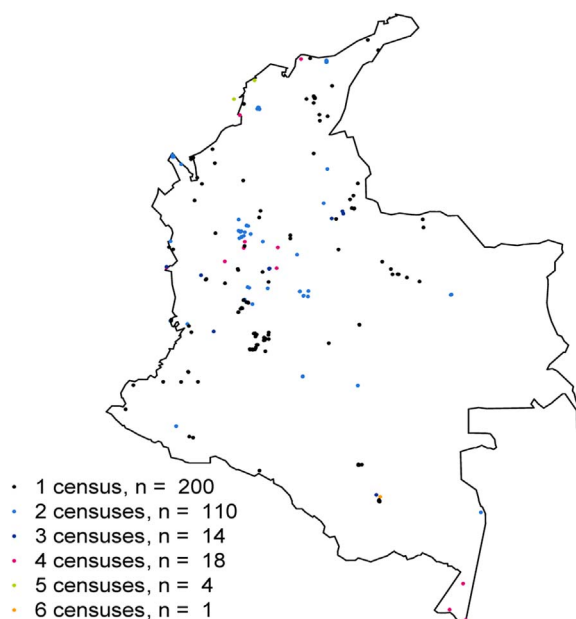 1 census, n = 200
2 censuses, n = 110
3 censuses, n = 14
4 censuses, n = 18
5 censuses, n = 4
6 censuses, n = 1